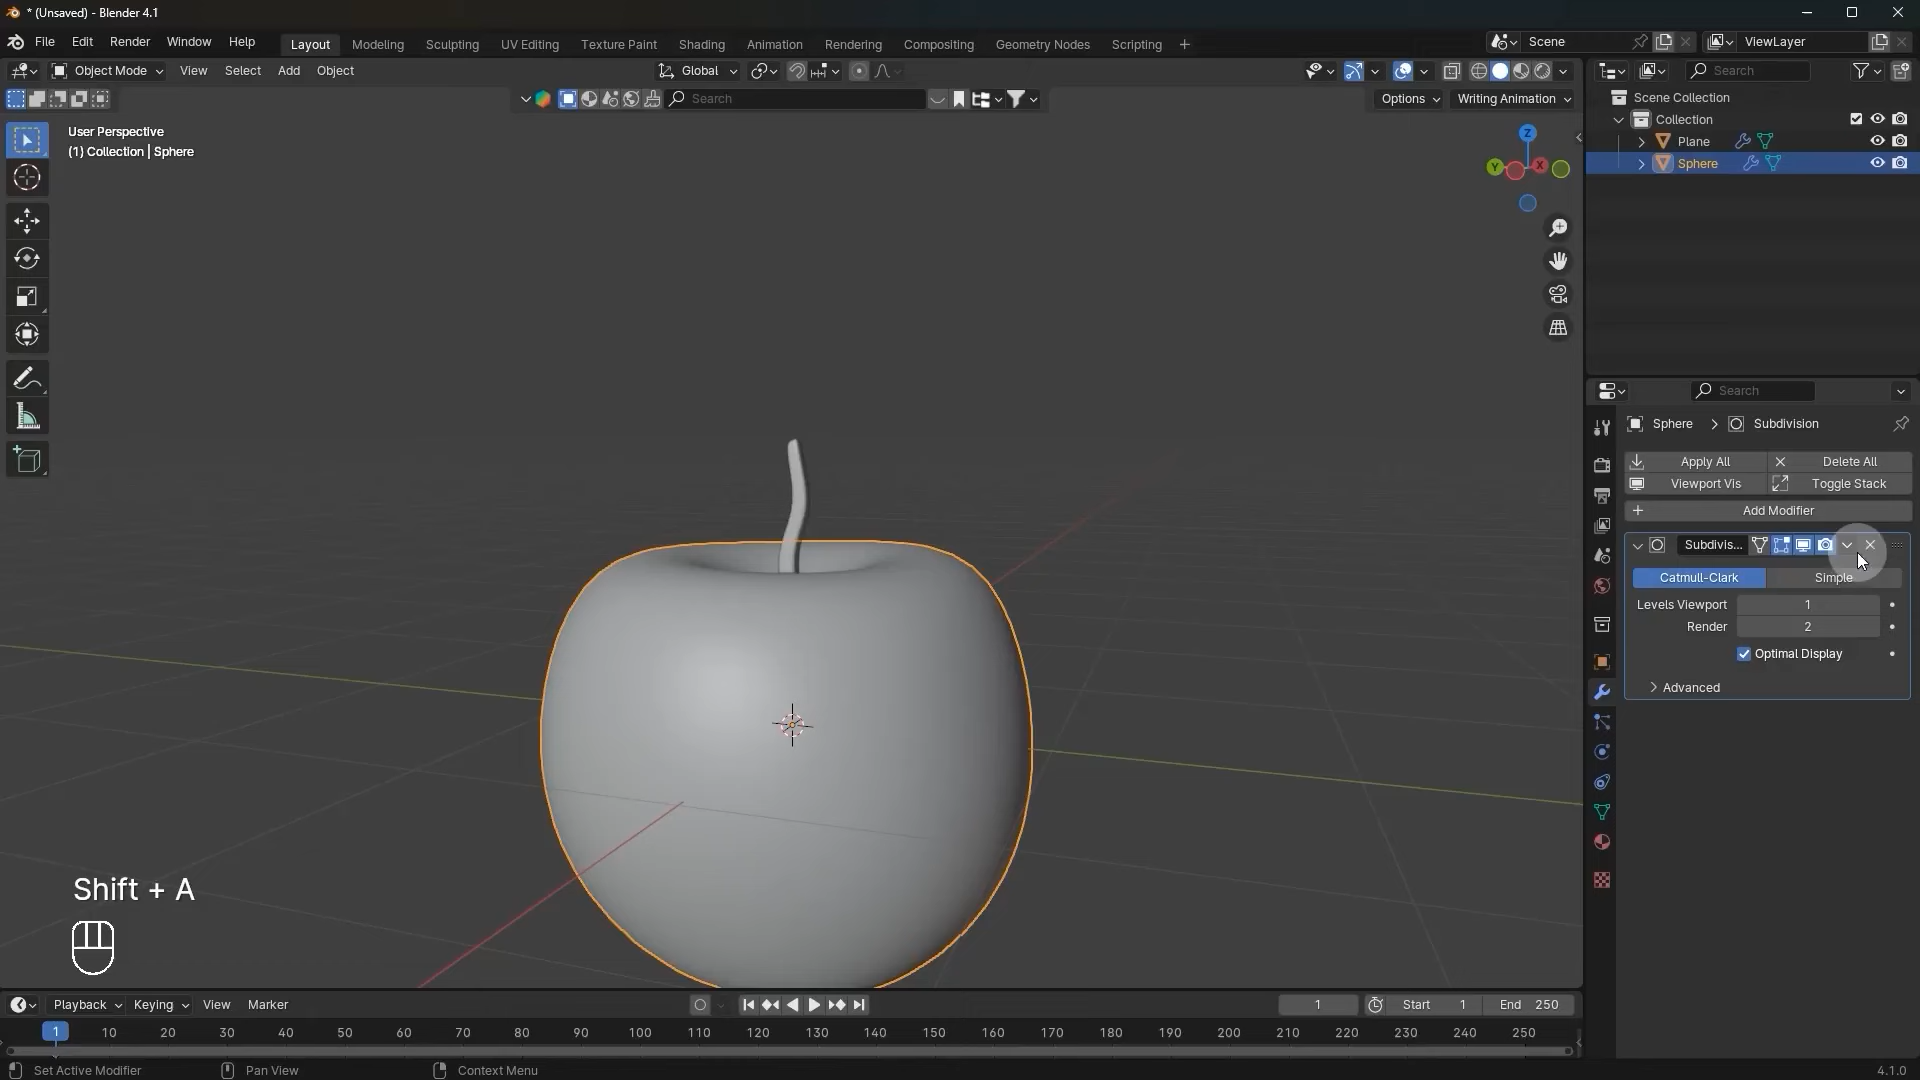 * (Unsaved) - Blender 4.1
File Edit Render Window Help Layout Modeling Sculpting UV Editing Texture Paint Shading Animation Rendering Compositing Geometry Nodes Scripting + Scene ViewLayer
Object Mode View Select Add Object Global Search
Search Options Writing Animation
User Perspective
(1) Collection | Sphere
Z
Y X
Scene Collection
Collection
Plane
Sphere
Search
Sphere > Subdivision
Apply All Delete All
Viewport Vis Toggle Stack
+ Add Modifier
Subdivis...
Catmull-Clark Simple
Levels Viewport 1
Render 2
Optimal Display
> Advanced
Shift + A
Playback Keying View Marker 1 Start 1 End 250
1 10 20 30 40 50 60 70 80 90 100 110 120 130 140 150 160 170 180 190 200 210 220 230 240 250
Set Active Modifier Pan View Context Menu 4.1.0